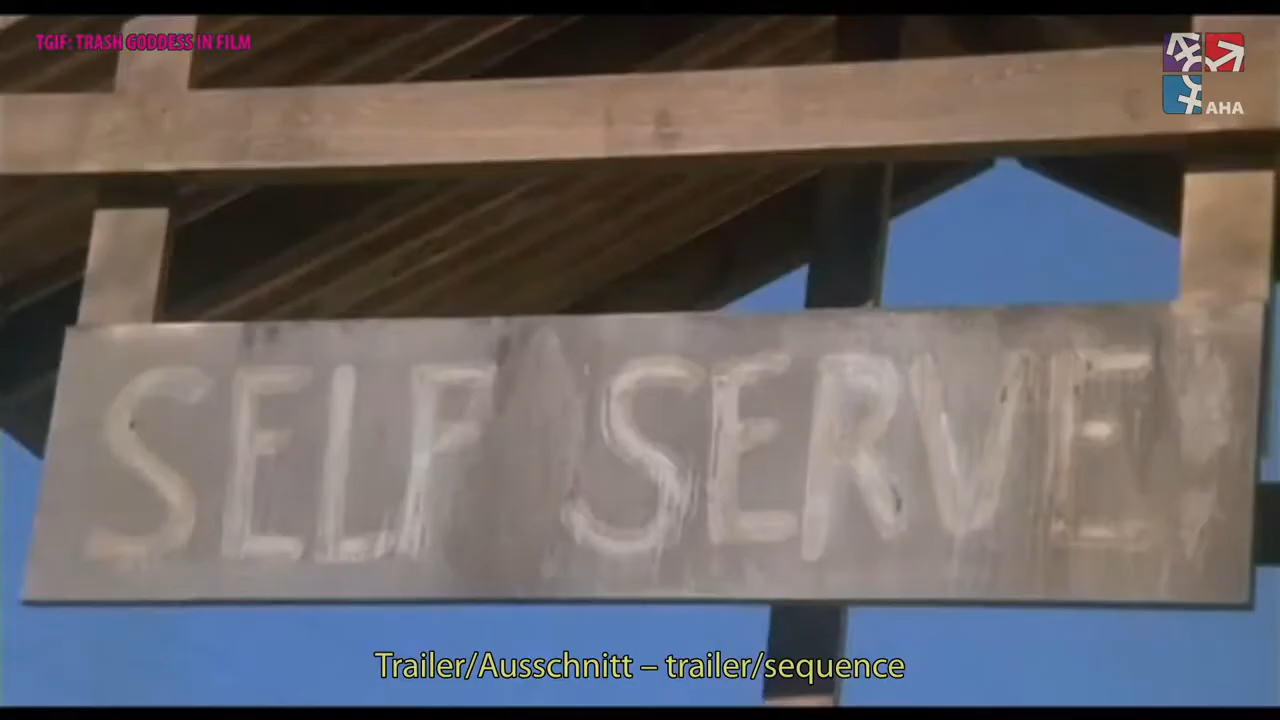 TGIF: TRASH GODDESS IN FILM
AHA
SELF SERVE
Trailer/Ausschnitt – trailer/sequence